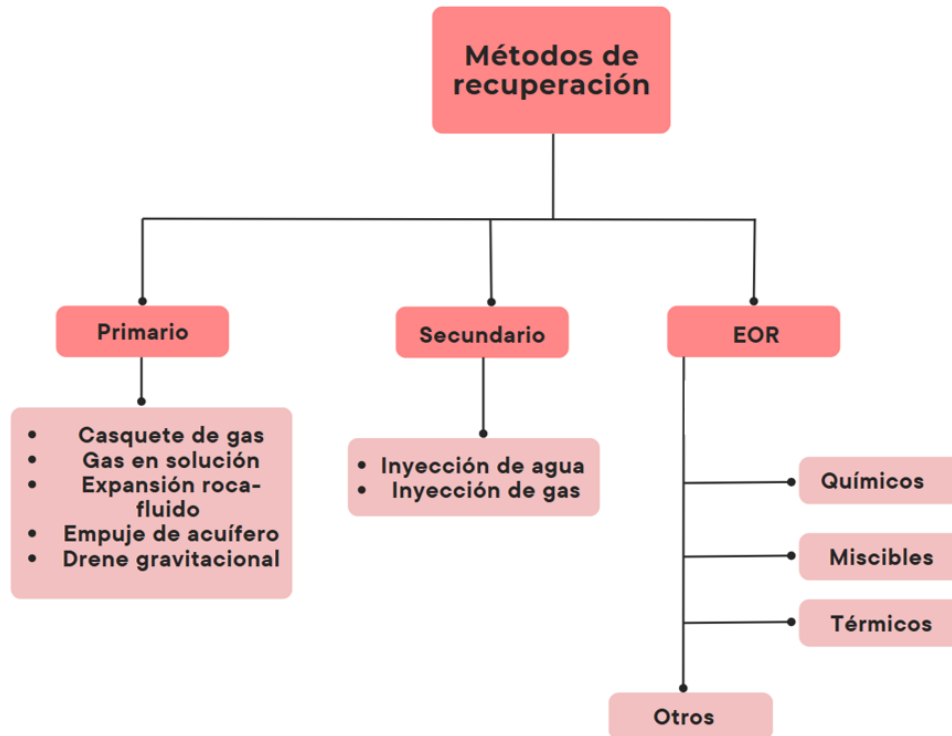 Métodos de
recuperación
Primario
Secundario
EOR
• Casquete de gas
• Gas en solución
• Expansión roca-
fluido
• Empuje de acuífero
• Drene gravitacional
• Inyección de agua
• Inyección de gas
Químicos
Miscibles
Térmicos
Otros